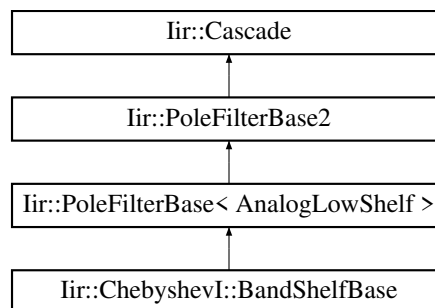 Iir::Cascade
Iir::PoleFilterBase2
Iir::PoleFilterBase< AnalogLowShelf >
Iir::ChebyshevI::BandShelfBase